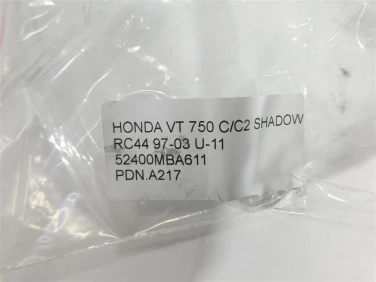 HONDA VT 750 C/C2 SHADOW
RC44 97-03 U-11
52400MBA611
PDN.A217